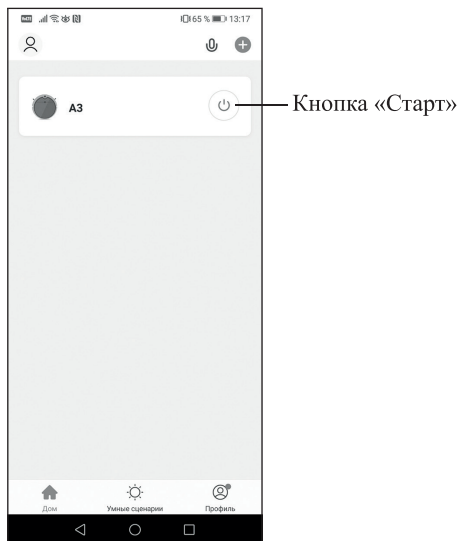 65 % 13:17
A3
Кнопка «Старт»
Дом
Умные сценарии
Профиль